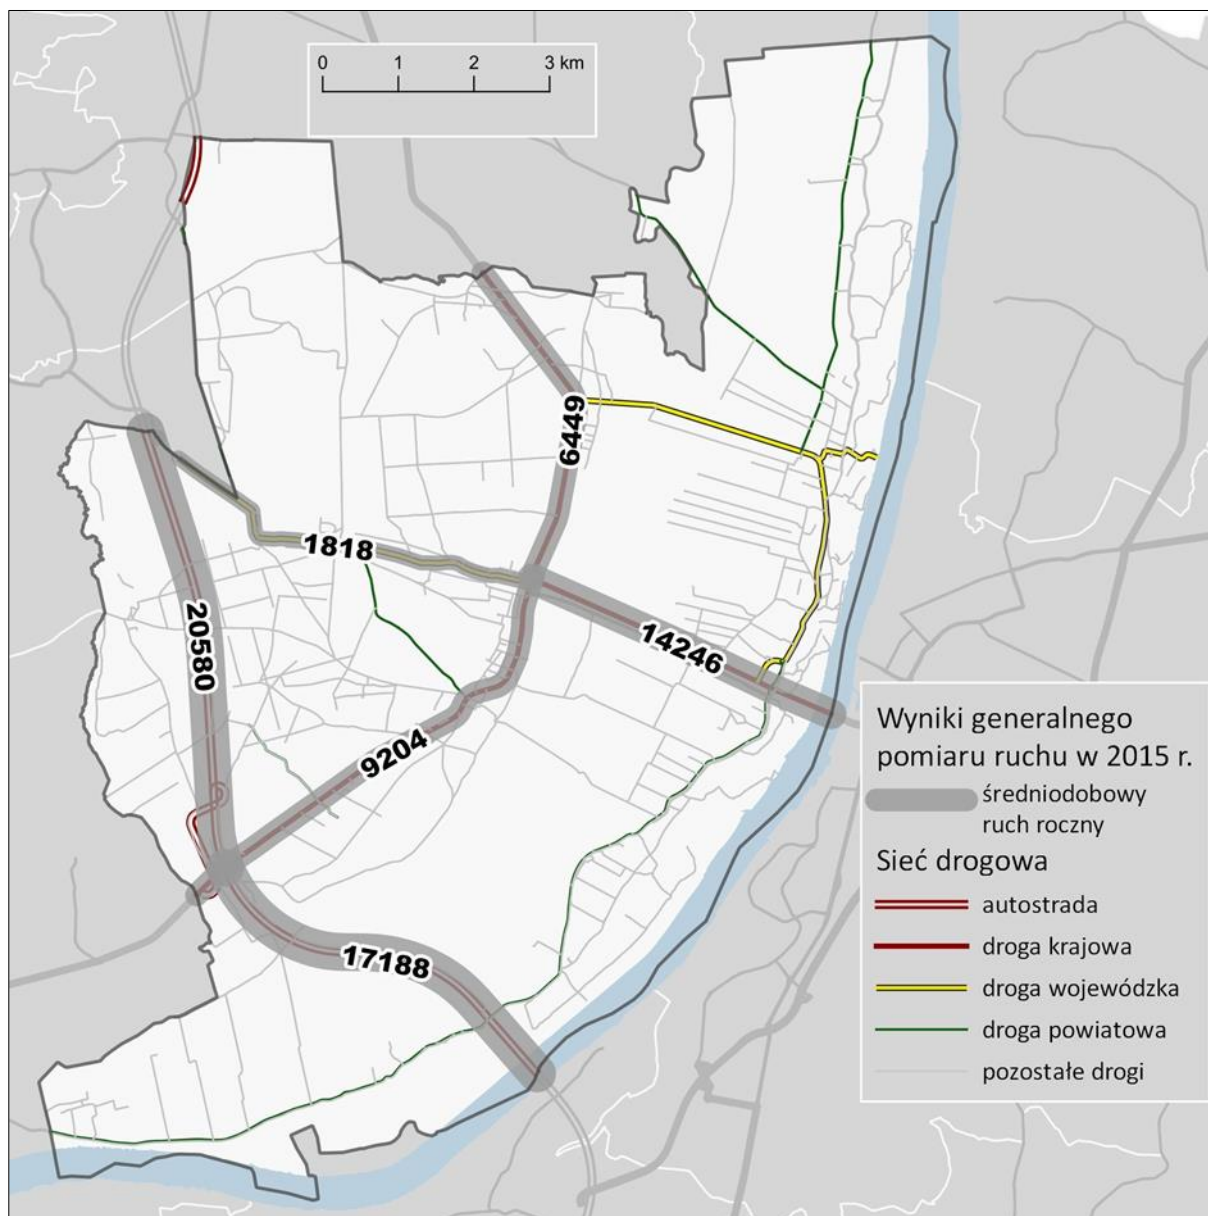 0 1 2 3 km
6449
1818
20580
14246
9204
17188
Wyniki generalnego
pomiaru ruchu w 2015 r.
średniodobowy
ruch roczny
Sieć drogowa
autostrada
droga krajowa
droga wojewódzka
droga powiatowa
pozostałe drogi